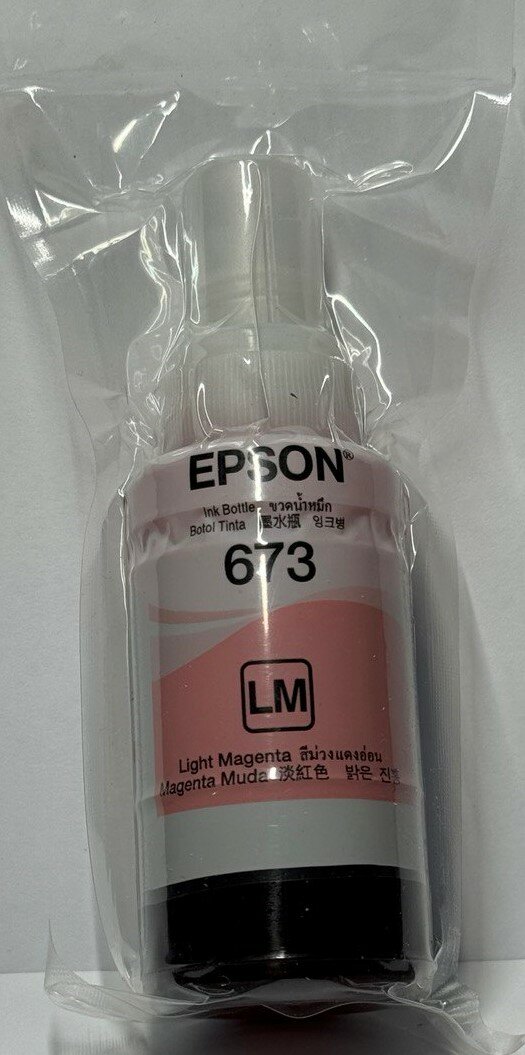 EPSON®
Ink Bottle ขวดน้ำหมึก
Botol Tinta 墨水瓶 잉크병
673
LM
Light Magenta สีม่วงแดงอ่อน
Magenta Muda 淡紅色 밝은